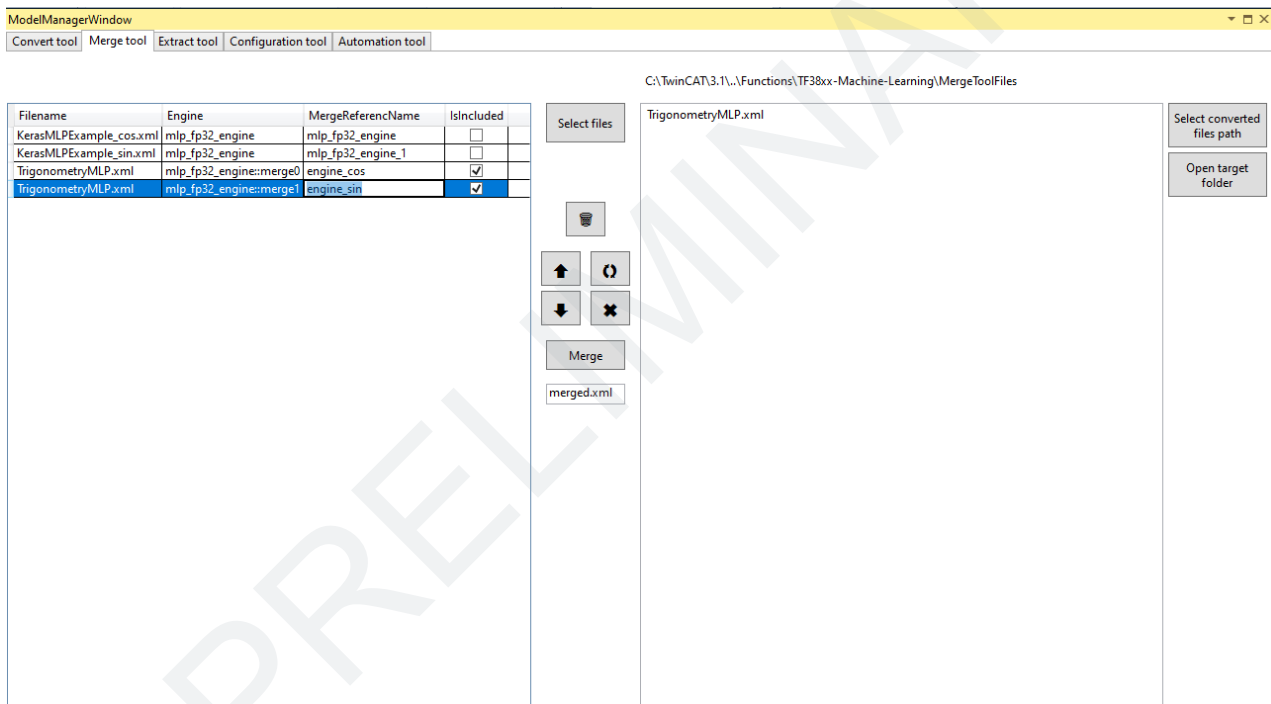 ModelManagerWindow
Convert tool Merge tool Extract tool Configuration tool Automation tool
C:\TwinCAT\3.1\..\Functions\TF38xx-Machine-Learning\MergeToolFiles
Filename Engine MergeReferencName IsIncluded
KerasMLPExample_cos.xml mlp_fp32_engine mlp_fp32_engine
KerasMLPExample_sin.xml mlp_fp32_engine mlp_fp32_engine_1
TrigonometryMLP.xml mlp_fp32_engine::merge0 engine_cos
TrigonometryMLP.xml mlp_fp32_engine::merge1 engine_sin
Select files
Merge
merged.xml
TrigonometryMLP.xml
Select converted
files path
Open target
folder
PRELIMINA